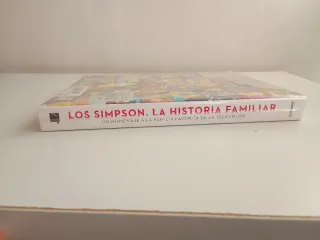 LOS SIMPSON. LA HISTORIA FAMILIAR
UN HOMENAJE A LA FAMILIA FAVORITA DE LA TELEVISIÓN